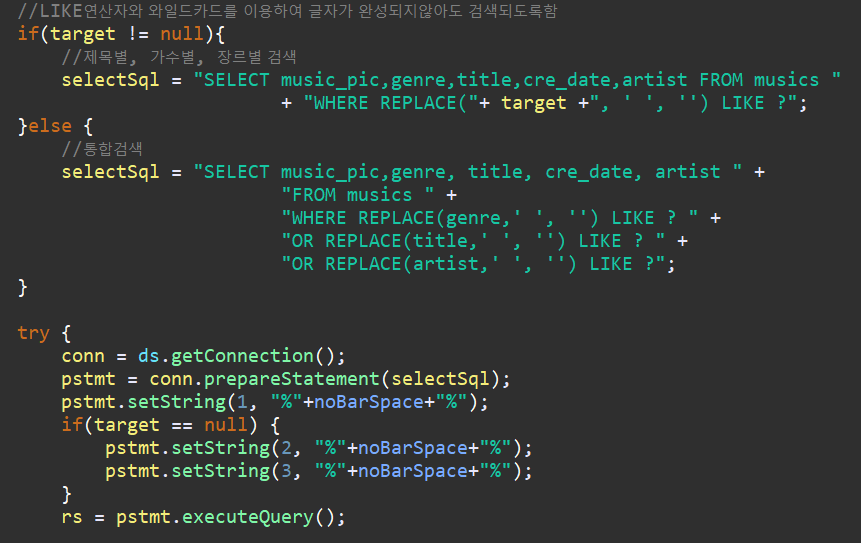 //LIKE연산자와 와일드카드를 이용하여 글자가 완성되지않아도 검색되도록함
if(target != null){
//제목별, 가수별, 장르별 검색
selectSql = "SELECT music_pic,genre,title,cre_date,artist FROM musics "
+ "WHERE REPLACE("+ target +", ' ', '') LIKE ?";
}else {
//통합검색
selectSql = "SELECT music_pic,genre, title, cre_date, artist " +
"FROM musics " +
"WHERE REPLACE(genre,' ', '') LIKE ? " +
"OR REPLACE(title,' ', '') LIKE ? " +
"OR REPLACE(artist,' ', '') LIKE ?";
}
try {
conn = ds.getConnection();
pstmt = conn.prepareStatement(selectSql);
pstmt.setString(1, "%"+noBarSpace+"%");
if(target == null) {
pstmt.setString(2, "%"+noBarSpace+"%");
pstmt.setString(3, "%"+noBarSpace+"%");
}
rs = pstmt.executeQuery();